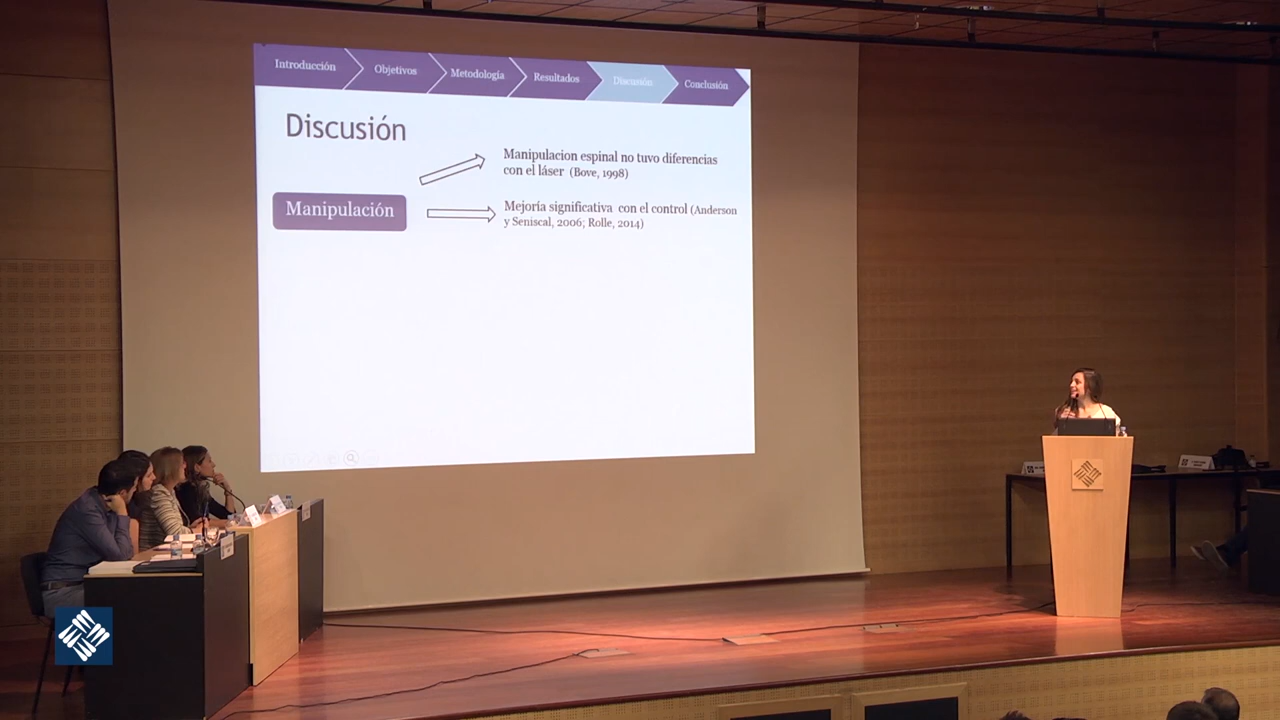 Introducción
Objetivos
Metodología
Resultados
Discusión
Conclusión
Discusión
Manipulacion espinal no tuvo diferencias
con el láser (Bove, 1998)
Manipulación
Mejoría significativa con el control (Anderson
y Seniscal, 2006; Rolle, 2014)